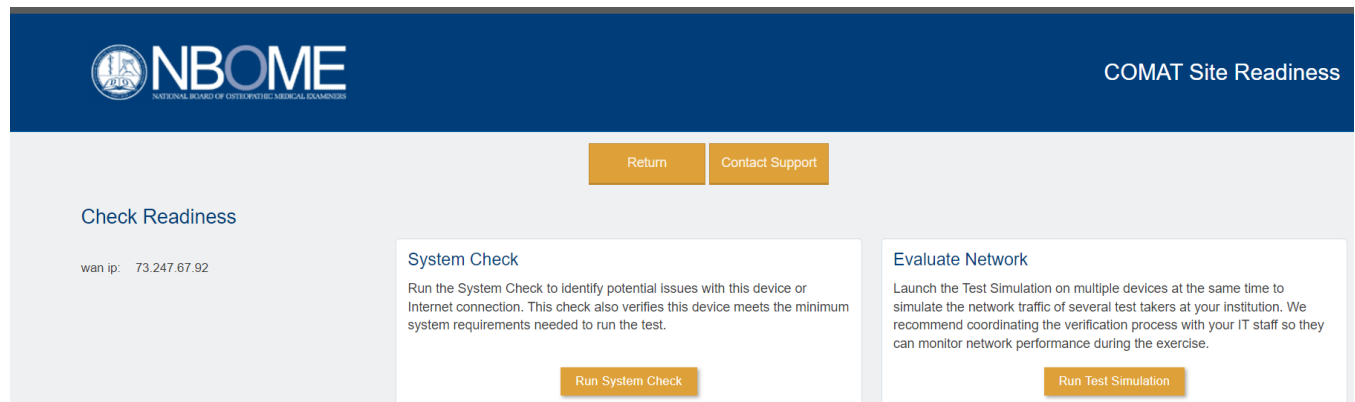 NBOME
NATIONAL BOARD OF OSTEOPATHIC MEDICAL EXAMINERS
COMAT Site Readiness
Return
Contact Support
Check Readiness
wan ip: 73.247.67.92
System Check
Run the System Check to identify potential issues with this device or
Internet connection. This check also verifies this device meets the minimum
system requirements needed to run the test.
Run System Check
Evaluate Network
Launch the Test Simulation on multiple devices at the same time to
simulate the network traffic of several test takers at your institution. We
recommend coordinating the verification process with your IT staff so they
can monitor network performance during the exercise.
Run Test Simulation